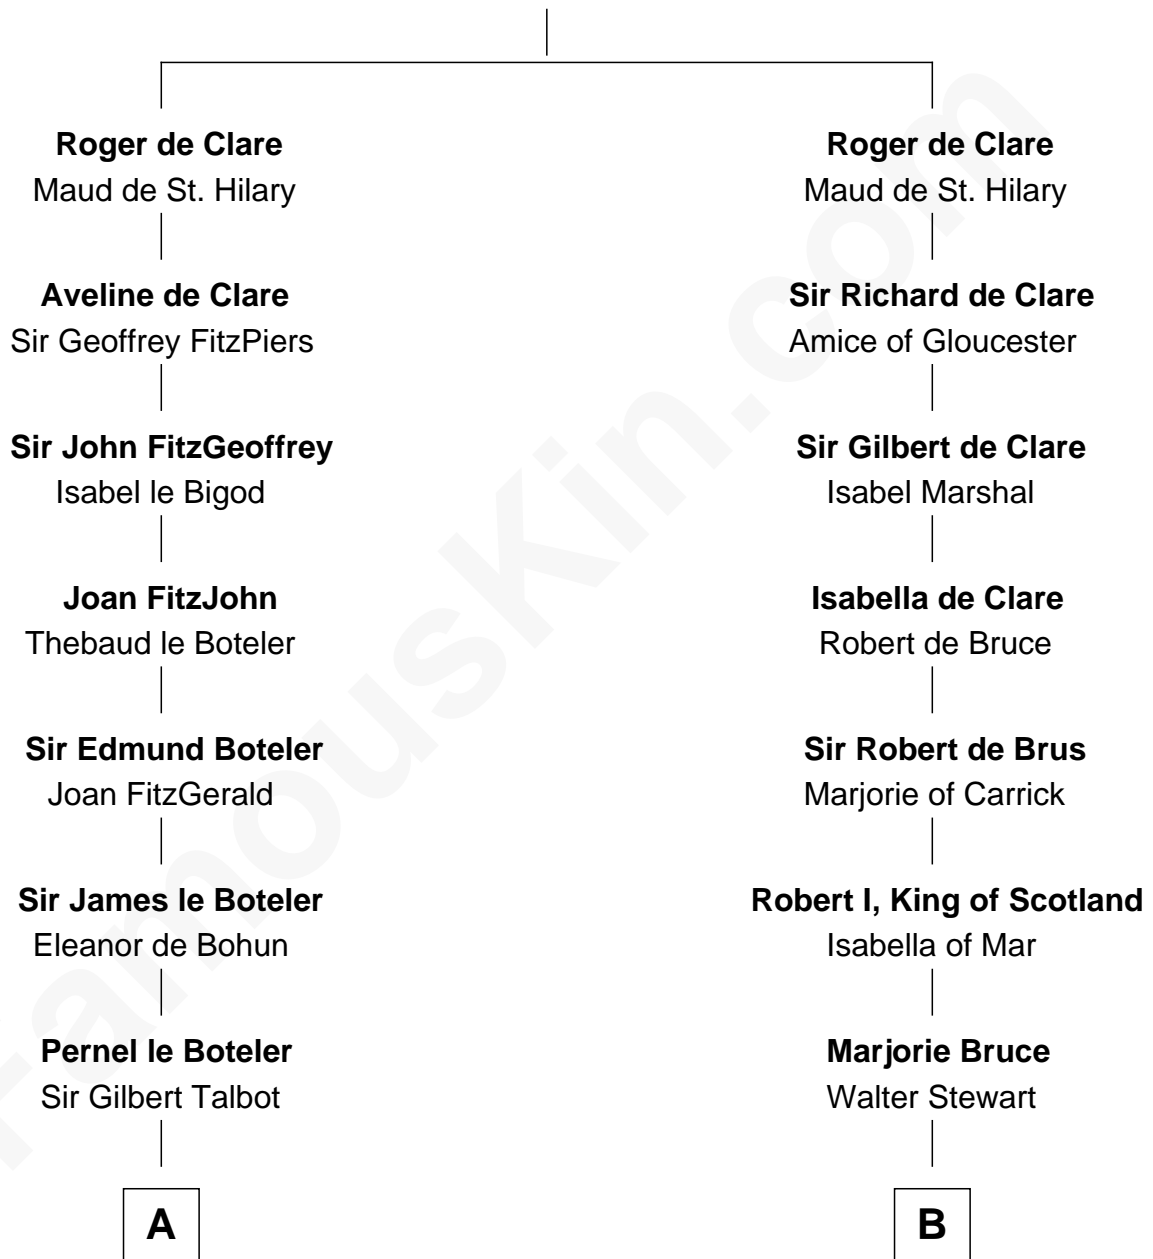 Roger de Clare
Maud de St. Hilary
Aveline de Clare
Sir Geoffrey FitzPiers
Sir John FitzGeoffrey
Isabel le Bigod
Joan FitzJohn
Thebaud le Boteler
Sir Edmund Boteler
Joan FitzGerald
Sir James le Boteler
Eleanor de Bohun
Pernel le Boteler
Sir Gilbert Talbot
A
Roger de Clare
Maud de St. Hilary
Sir Richard de Clare
Amice of Gloucester
Sir Gilbert de Clare
Isabel Marshal
Isabella de Clare
Robert de Bruce
Sir Robert de Brus
Marjorie of Carrick
Robert I, King of Scotland
Isabella of Mar
Marjorie Bruce
Walter Stewart
B
FamousKin.com